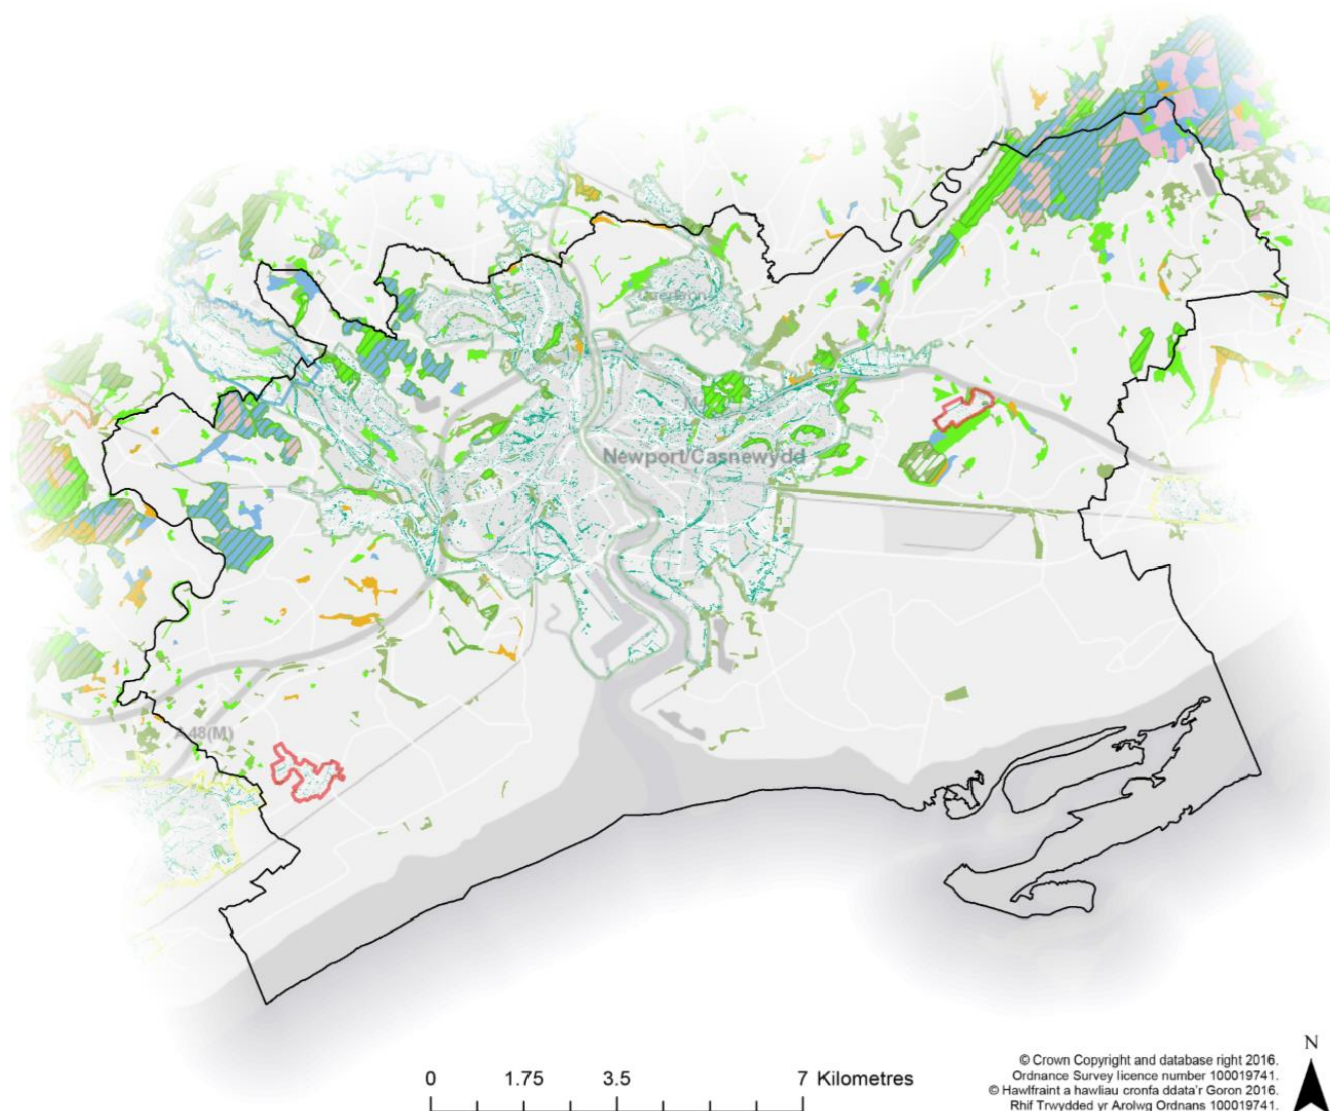 Newport/Casnewydd
A48(M)
0 1.75 3.5 7 Kilometres
N
© Crown Copyright and database right 2016.
Ordnance Survey licence number 100019741.
© Hawlfraint a hawliau cronfa ddata'r Goron 2016.
Rhif Trwydded yr Arolwg Ordnans 100019741.